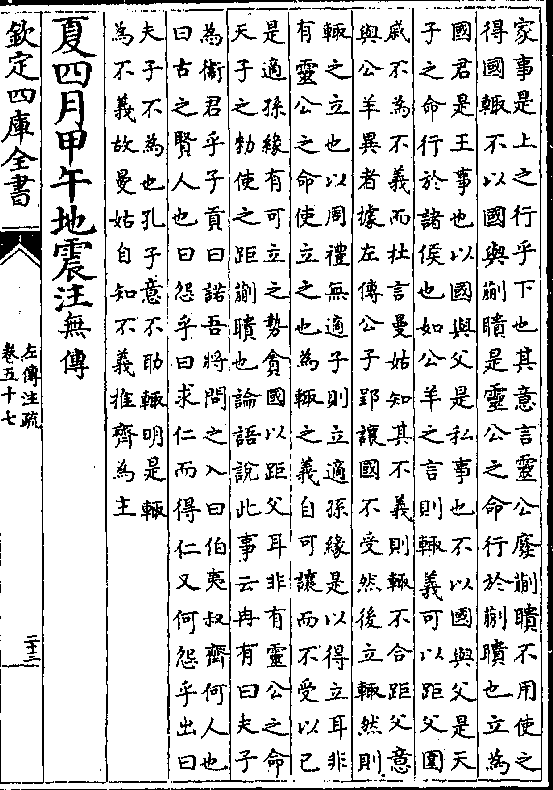 家事是上之行乎下也其意言靈公廢蒯聵不用使之
得國輒不以國與蒯聵是靈公之命行於蒯聵也立為
國君是王事也以國與父是私事也不以國與父是天
子之命行於諸侯也如公羊之言則輒義可以距父圍
戚不為不義而杜言曼姑知其不義則輒不合距父意
與公羊異者據左傳公子郢讓國不受然後立輒然則
輒之立也以周禮無適子則立適孫緣是以得立耳非
有靈公之命使立之也為輒之義自可讓而不受以已
是適孫緣有可立之勢貪國以距父耳非有靈公之命
天子之勑使之距蒯聵也論語說此事云冉有曰夫子
為衛君乎子貢曰諾吾將問之入曰伯夷叔齊何人也
曰古之賢人也曰怨乎曰求仁而得仁又何怨乎出曰
夫子不為也孔子意不助輒明是輒
為不義故曼姑自知不義推齊為主
夏四月甲午地震注無傳
欽定四庫全書
左傳注疏
卷五十七
二十三